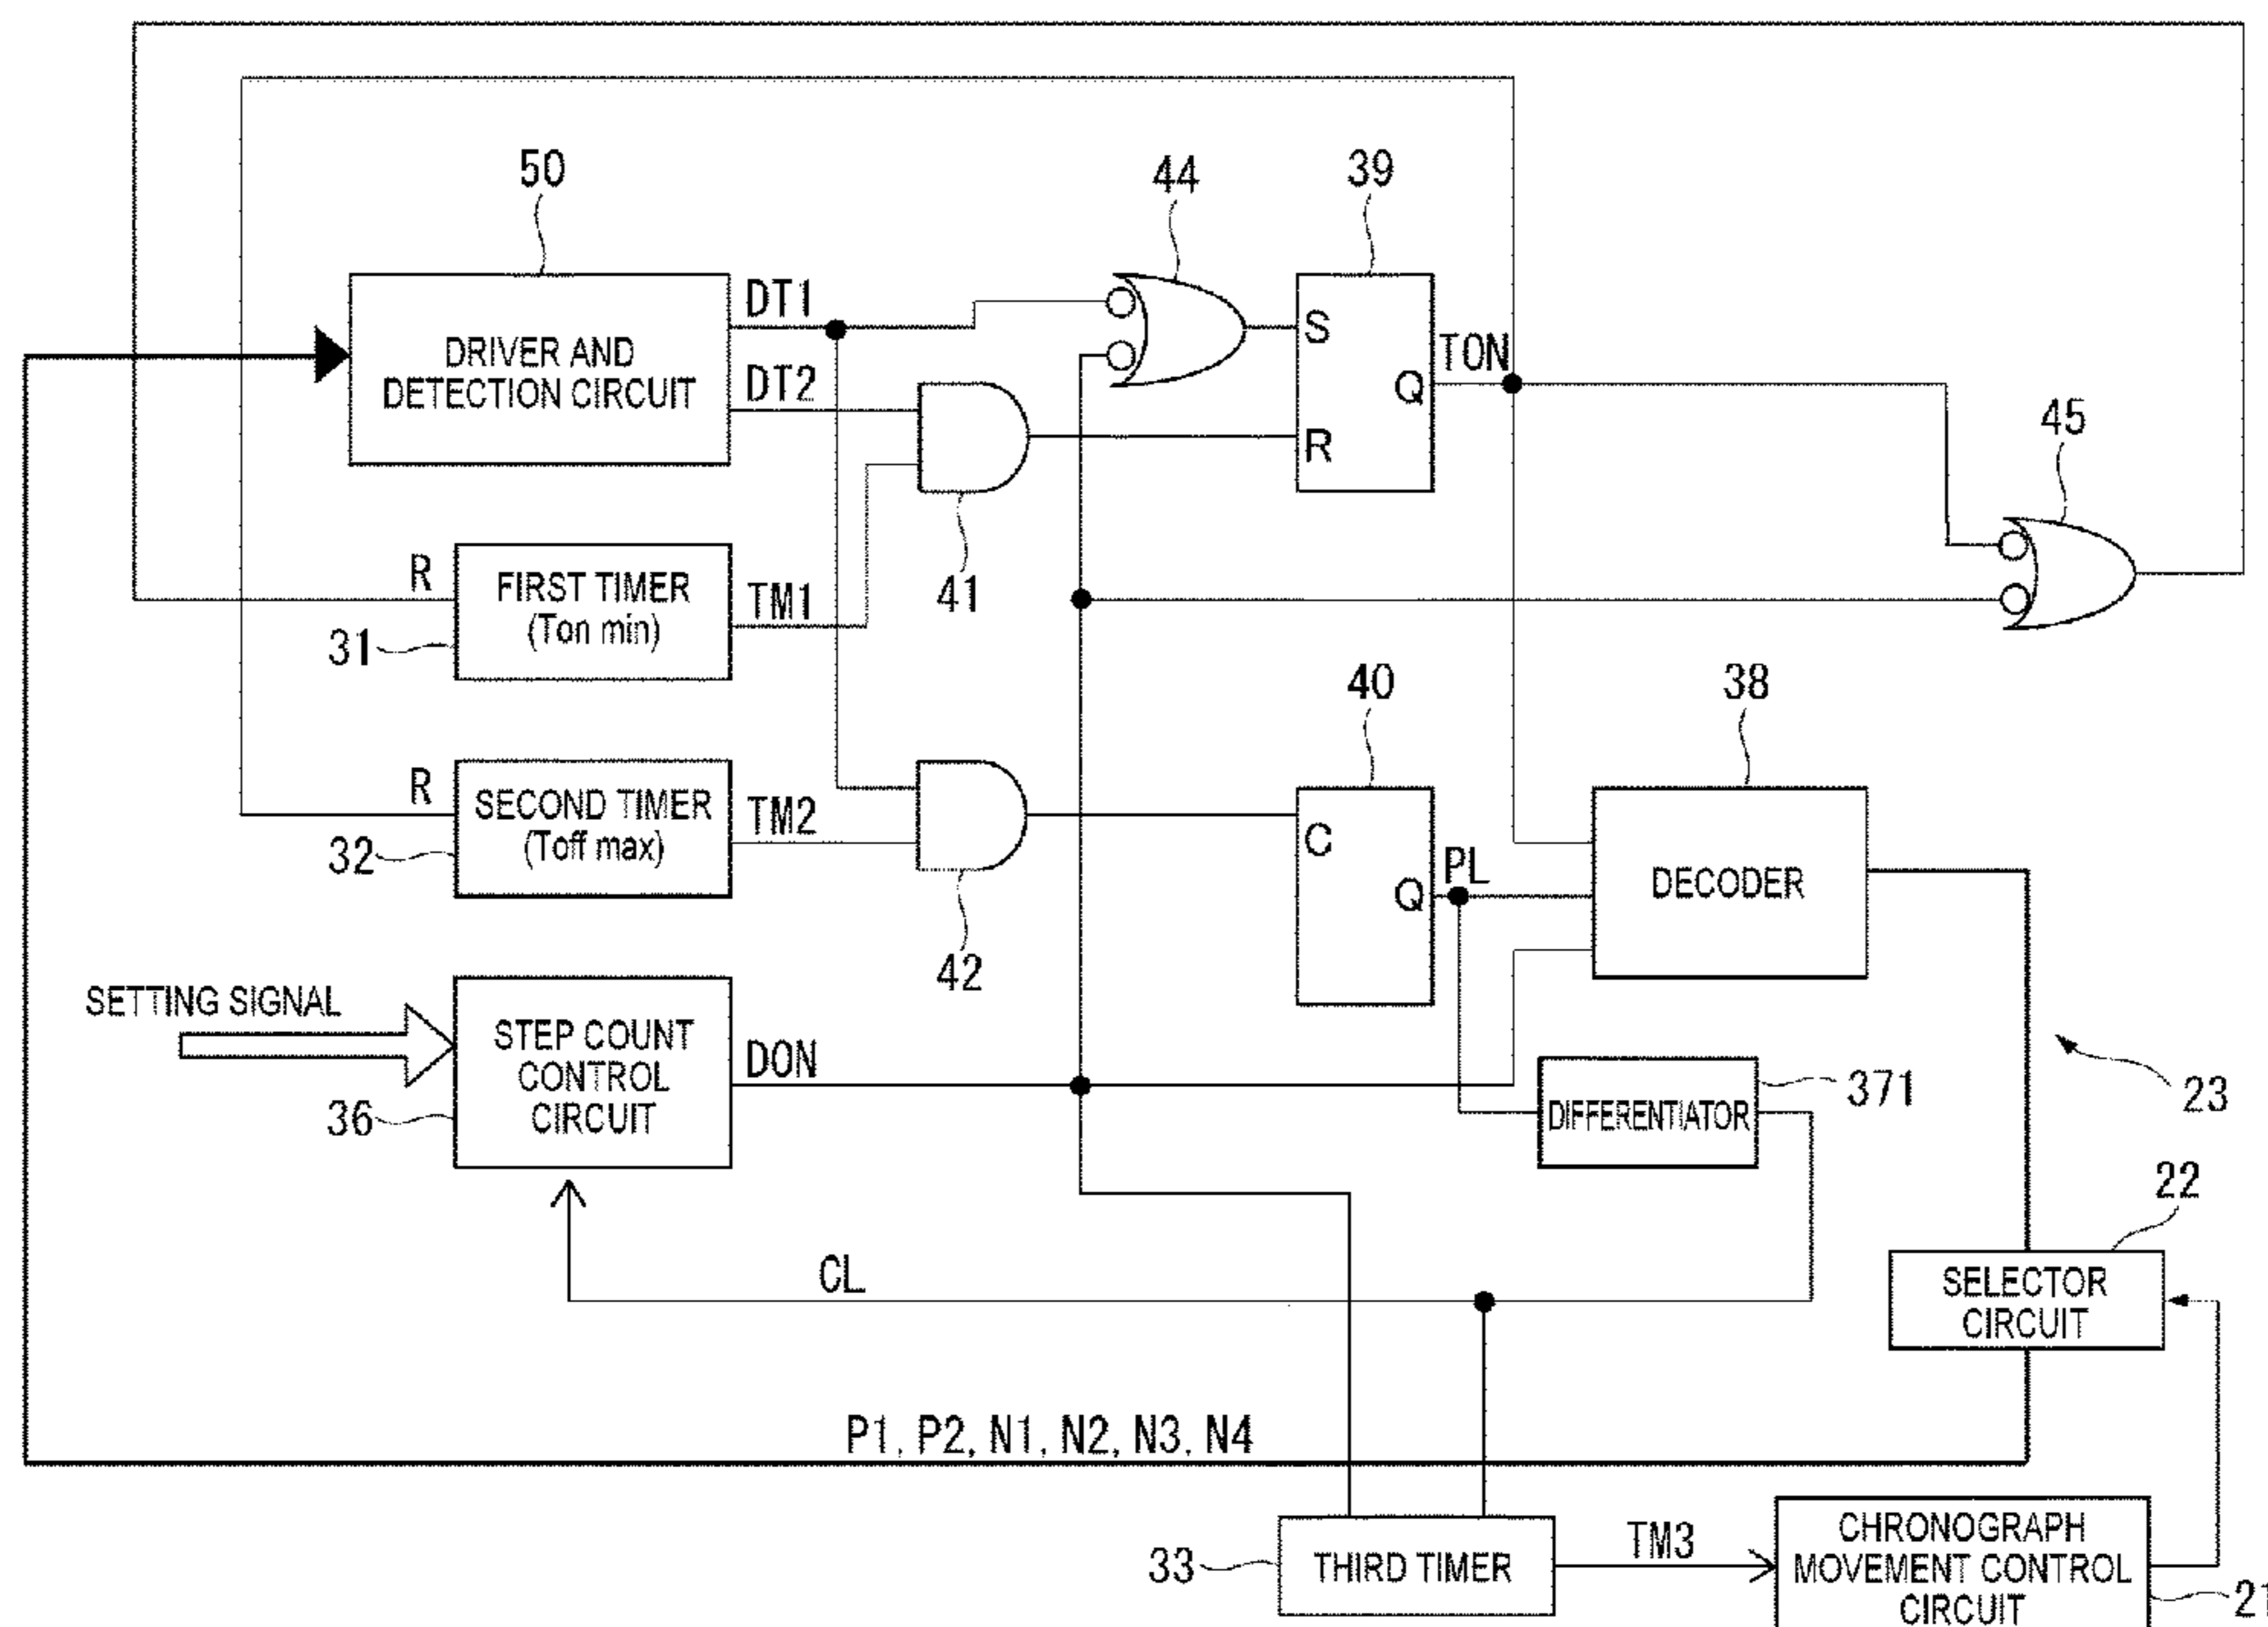 50
44
39
DRIVER AND
DETECTION CIRCUIT
DT1
DT2
S
R
Q
TON
45
41
R
FIRST TIMER
(Ton min)
TM1
31
40
38
R
SECOND TIMER
(Toff max)
TM2
32
42
C
Q
PL
DECODER
SETTING SIGNAL
STEP COUNT
CONTROL
CIRCUIT
DON
36
DIFFERENTIATOR
371
23
22
SELECTOR
CIRCUIT
CL
P1, P2, N1, N2, N3, N4
33
THIRD TIMER
TM3
CHRONOGRAPH
MOVEMENT CONTROL
CIRCUIT
21